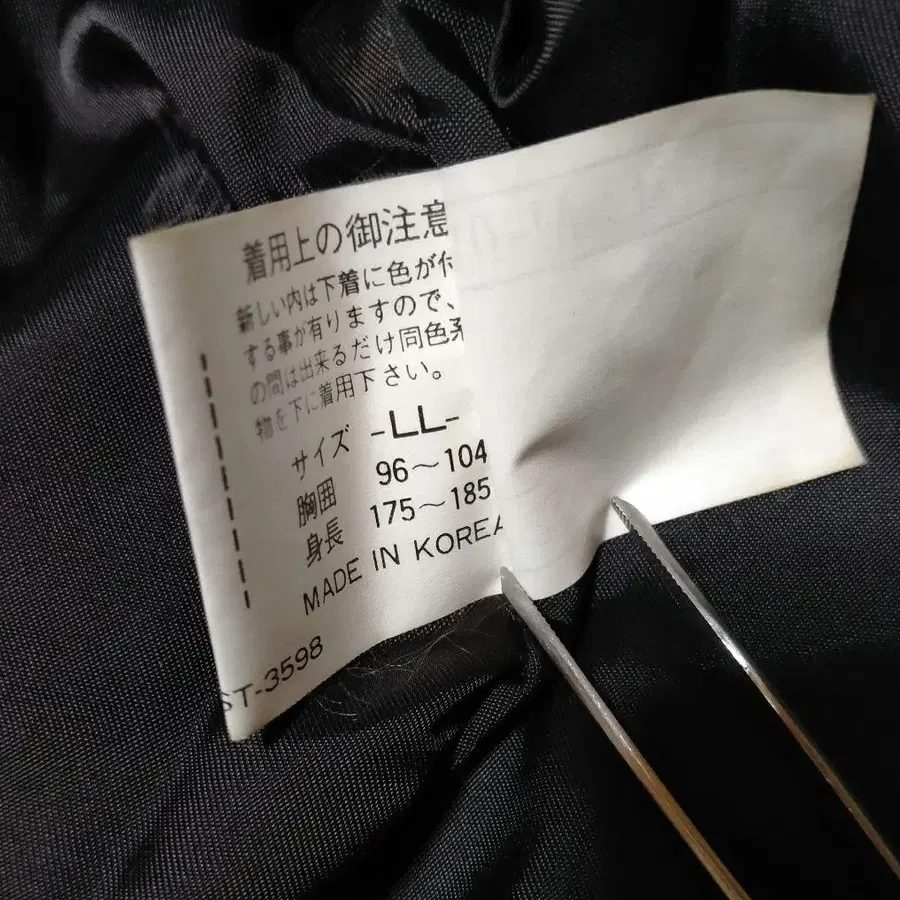 着用上の御注意
新しい内は下着に色が付
する事が有りますので、
の間は出来るだけ同色系
物を下に着用下さい。
サイズ -LL-
胸囲 96～104
身長 175～185
MADE IN KOREA
ST-3598